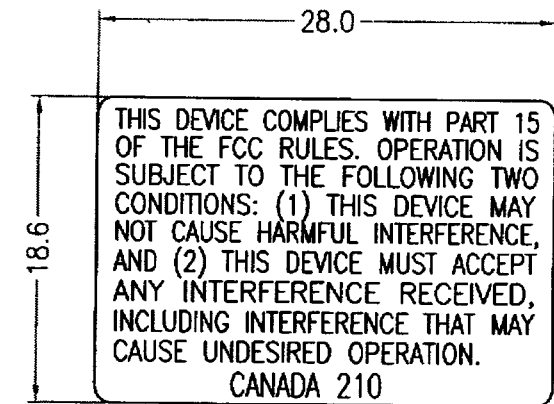 28.0
18.6
THIS DEVICE COMPLIES WITH PART 15
OF THE FCC RULES. OPERATION IS
SUBJECT TO THE FOLLOWING TWO
CONDITIONS: (1) THIS DEVICE MAY
NOT CAUSE HARMFUL INTERFERENCE,
AND (2) THIS DEVICE MUST ACCEPT
ANY INTERFERENCE RECEIVED,
INCLUDING INTERFERENCE THAT MAY
CAUSE UNDESIRED OPERATION.
CANADA 210